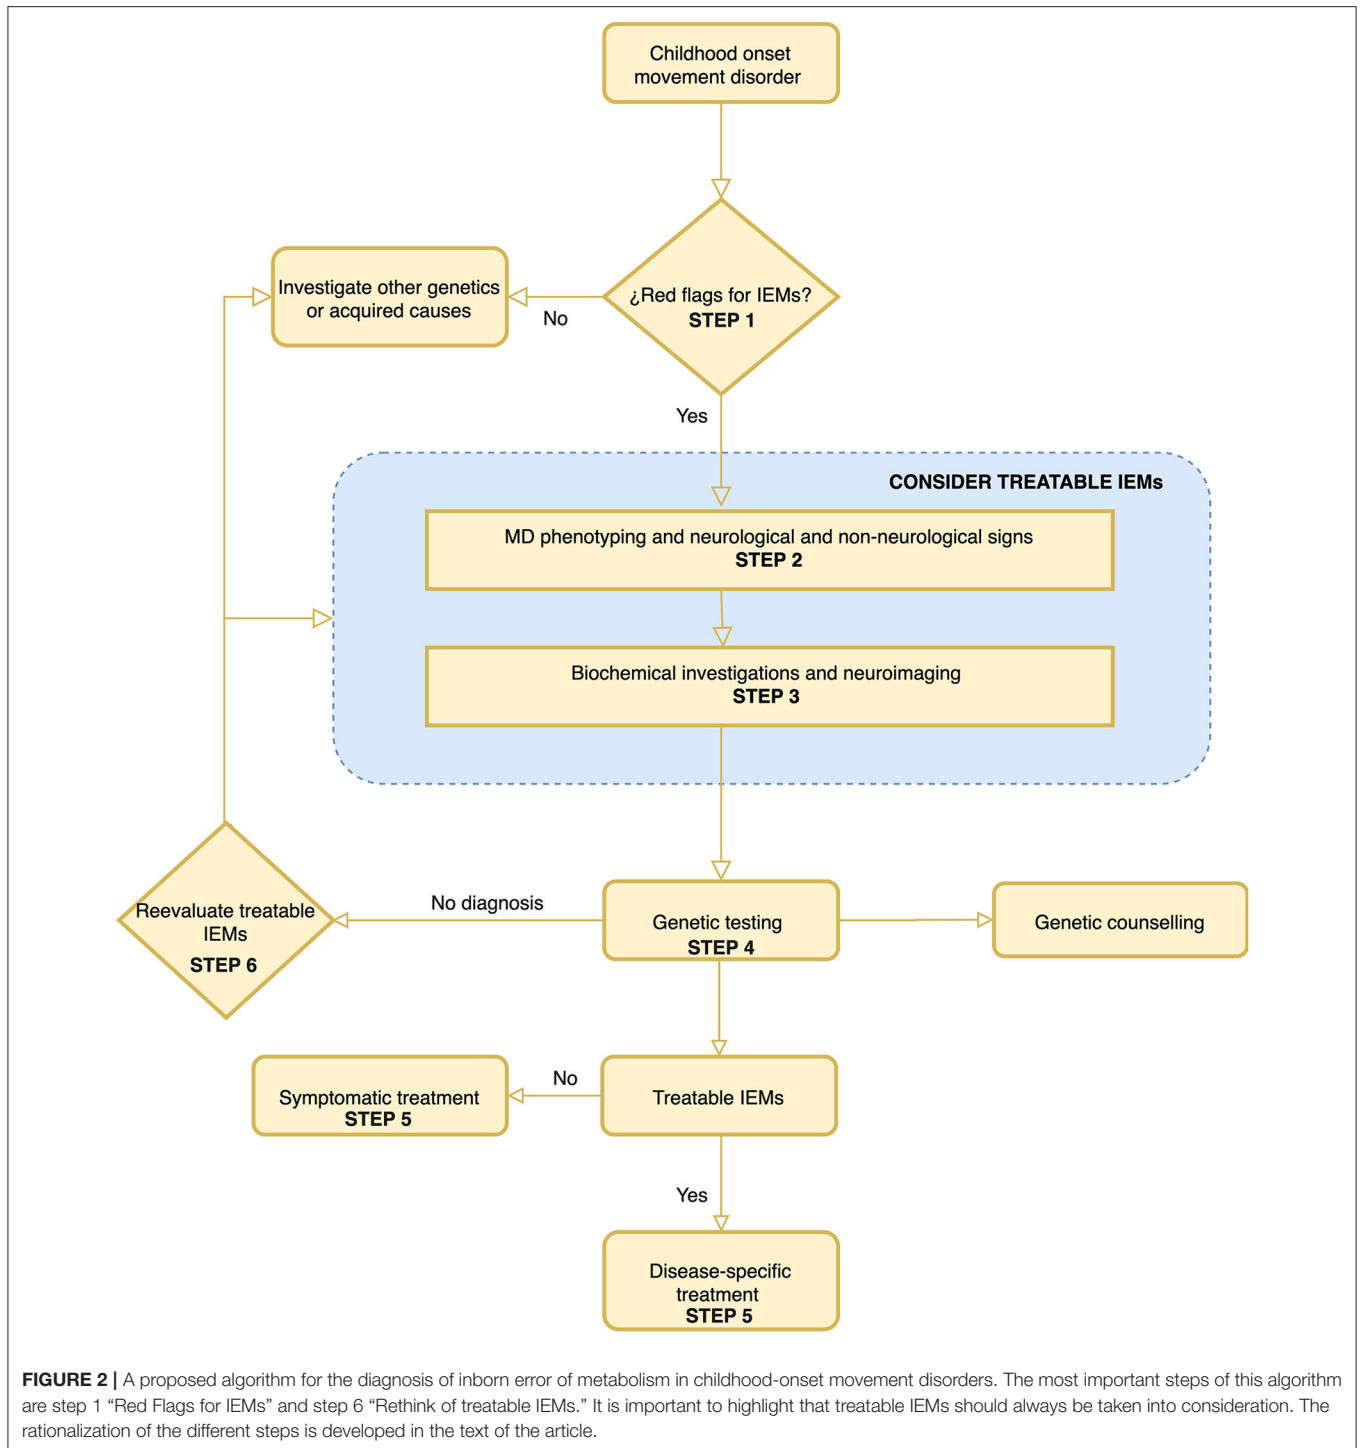 Childhood onset
movement disorder
Investigate other genetics
or acquired causes
No
¿Red flags for IEMs?
STEP 1
Yes
CONSIDER TREATABLE IEMs
MD phenotyping and neurological and non-neurological signs
STEP 2
Biochemical investigations and neuroimaging
STEP 3
Reevaluate treatable
IEMs
STEP 6
No diagnosis
Genetic testing
STEP 4
Genetic counselling
Symptomatic treatment
STEP 5
No
Treatable IEMs
Yes
Disease-specific
treatment
STEP 5
FIGURE 2 | A proposed algorithm for the diagnosis of inborn error of metabolism in childhood-onset movement disorders. The most important steps of this algorithm
are step 1 “Red Flags for IEMs” and step 6 “Rethink of treatable IEMs.” It is important to highlight that treatable IEMs should always be taken into consideration. The
rationalization of the different steps is developed in the text of the article.